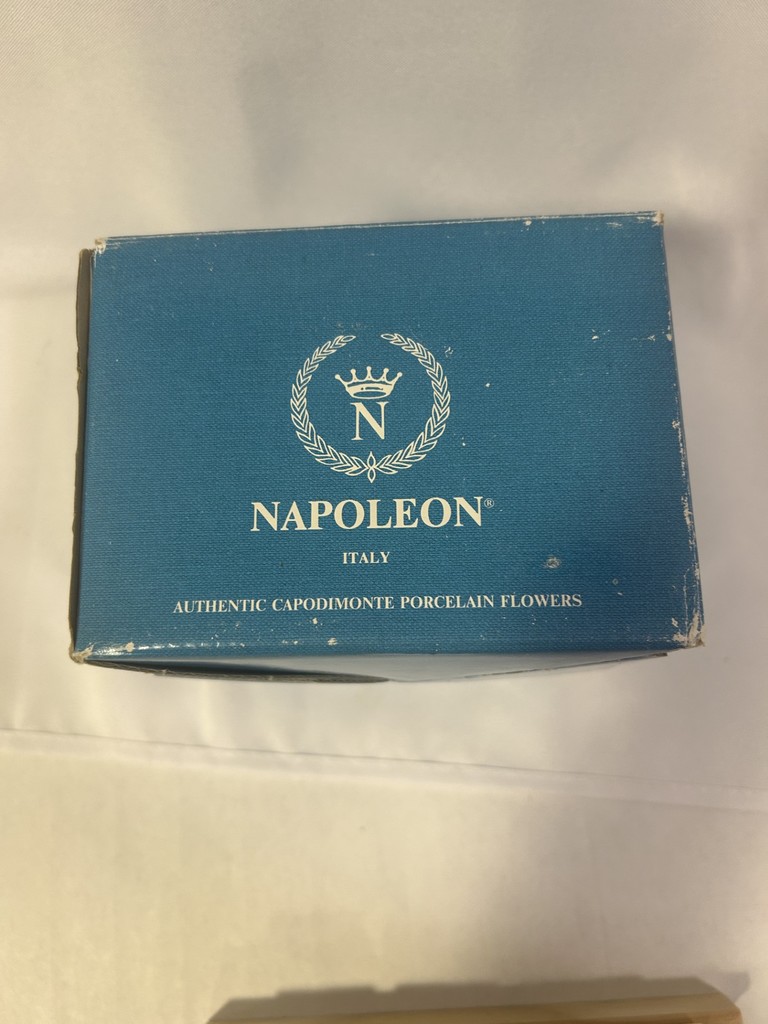 N
NAPOLEON®
ITALY
AUTHENTIC CAPODIMONTE PORCELAIN FLOWERS